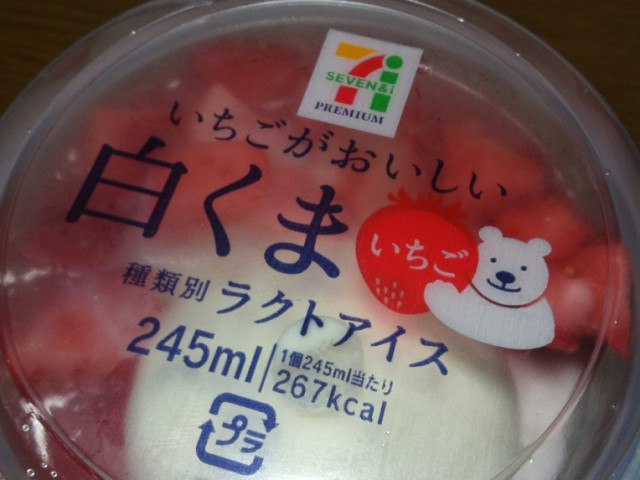 SEVEN&i
PREMIUM
いちごがおいしい
白くま
いちご
種類別 ラクトアイス
245ml
1個245ml当たり
267kcal
プラ